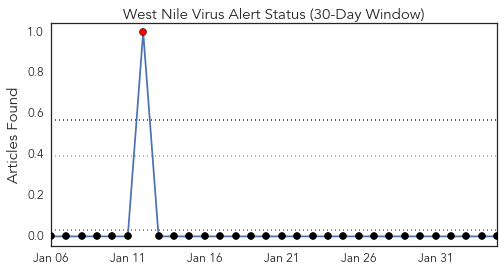 West Nile Virus Alert Status (30-Day Window)
Articles Found
1.0
0.8
0.6
0.4
0.2
0.0
Jan 06 Jan 11 Jan 16 Jan 21 Jan 26 Jan 31